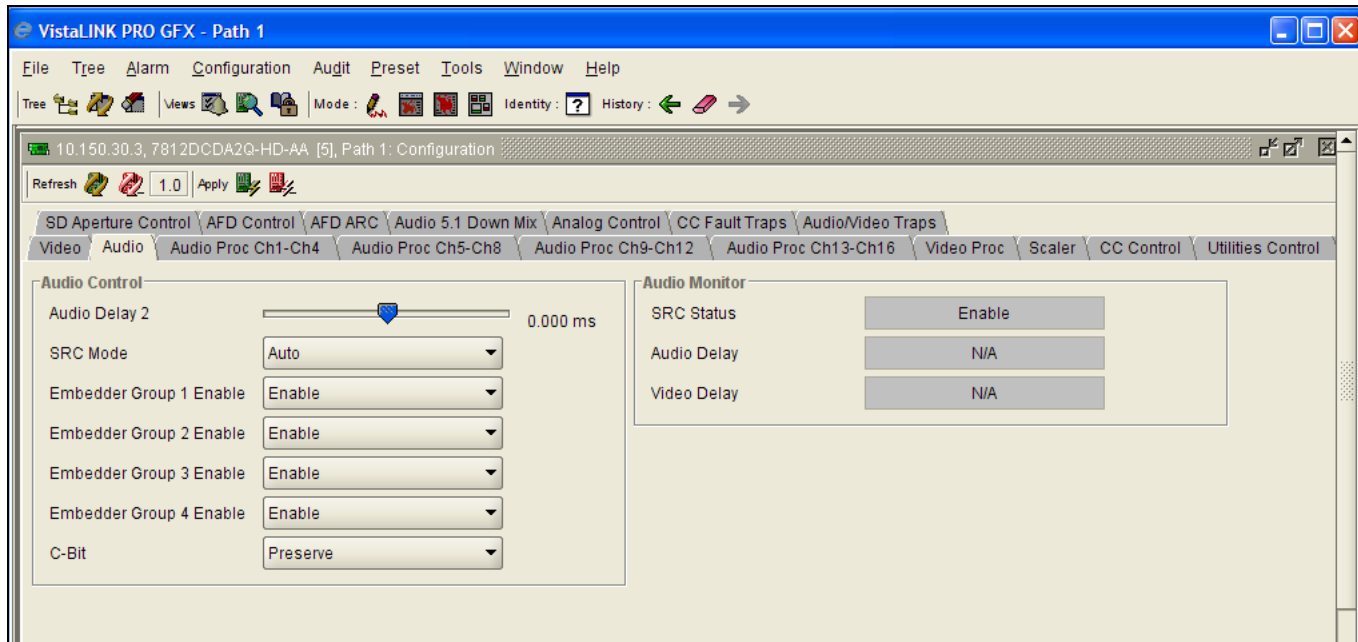 VistaLINK PRO GFX - Path 1
File Tree Alarm Configuration Audit Preset Tools Window Help
Tree Views Mode : Identity : ? History :
10.150.30.3, 7812DCDA2Q-HD-AA [5], Path 1: Configuration
Refresh 1.0 Apply
SD Aperture Control AFD Control AFD ARC Audio 5.1 Down Mix Analog Control CC Fault Traps Audio/Video Traps
Video Audio Audio Proc Ch1-Ch4 Audio Proc Ch5-Ch8 Audio Proc Ch9-Ch12 Audio Proc Ch13-Ch16 Video Proc Scaler CC Control Utilities Control
Audio Control
Audio Delay 2 0.000 ms
SRC Mode Auto
Embedder Group 1 Enable Enable
Embedder Group 2 Enable Enable
Embedder Group 3 Enable Enable
Embedder Group 4 Enable Enable
C-Bit Preserve
Audio Monitor
SRC Status Enable
Audio Delay N/A
Video Delay N/A